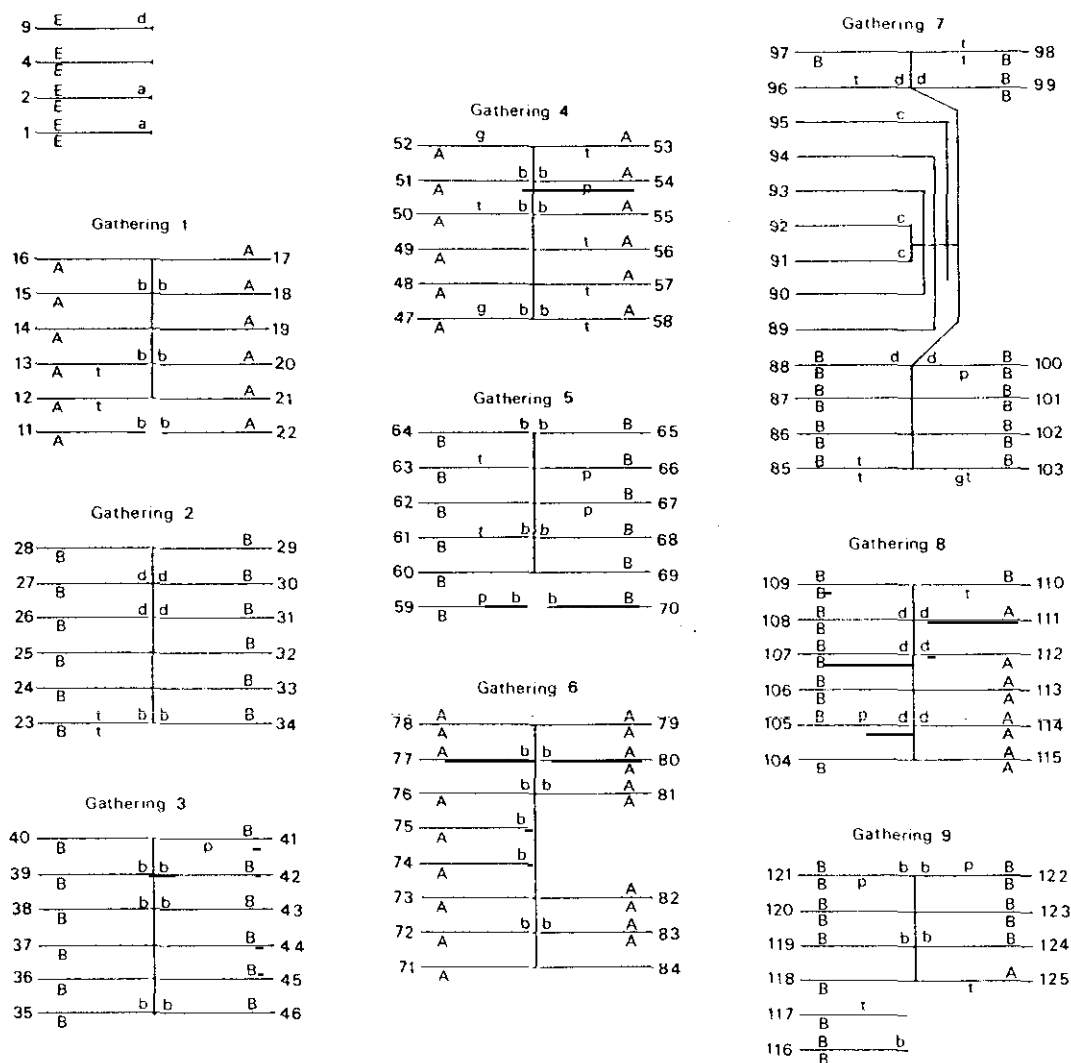 9 E d
4 E
E
2 E a
E
1 E a
E
Gathering 1
16 A 17
A
15 b b A 18
A
14 A 19
A
13 b b A 20
A t
12 A 21
A t
11 b b A 22
A
Gathering 2
28 B 29
B
27 d d B 30
B
26 d d B 31
B
25 B 32
B
24 B 33
B
23 t b b B 34
B t
Gathering 3
40 B 41
B p
39 b b B 42
B
38 b b B 43
B
37 B 44
B
36 B 45
B
35 b b B 46
B
Gathering 4
52 g A 53
A t
51 b b A 54
A p
50 t b b A 55
A
49 t A 56
A
48 A 57
A t
47 g b b A 58
A t
Gathering 5
64 b b B 65
B
63 t B 66
B p
62 B 67
B p
61 t b b B 68
B
60 B 69
B
59 p b b B 70
B
Gathering 6
78 A A 79
A A
77 A b b A 80
A
76 b b A 81
A A
75 b
A
74 b
A
73 A 82
A A
72 b b A 83
A A
71 84
A
Gathering 7
97 t 98
B t B
96 t d d B 99
B
95 c
94
93
92 c
91 c
90
89
88 B d d B 100
B p B
87 B 101
B B
86 B 102
B B
85 B t B 103
t gt
Gathering 8
109 B B 110
B t
108 B d d A 111
B
107 B d d 112
B A
106 B A 113
B A
105 B p d d A 114
A
104 A 115
B A
Gathering 9
121 B b b p B 122
B p B
120 B 123
B B
119 B b b B 124
118 A 125
B t
117 t
B
116 B b
B